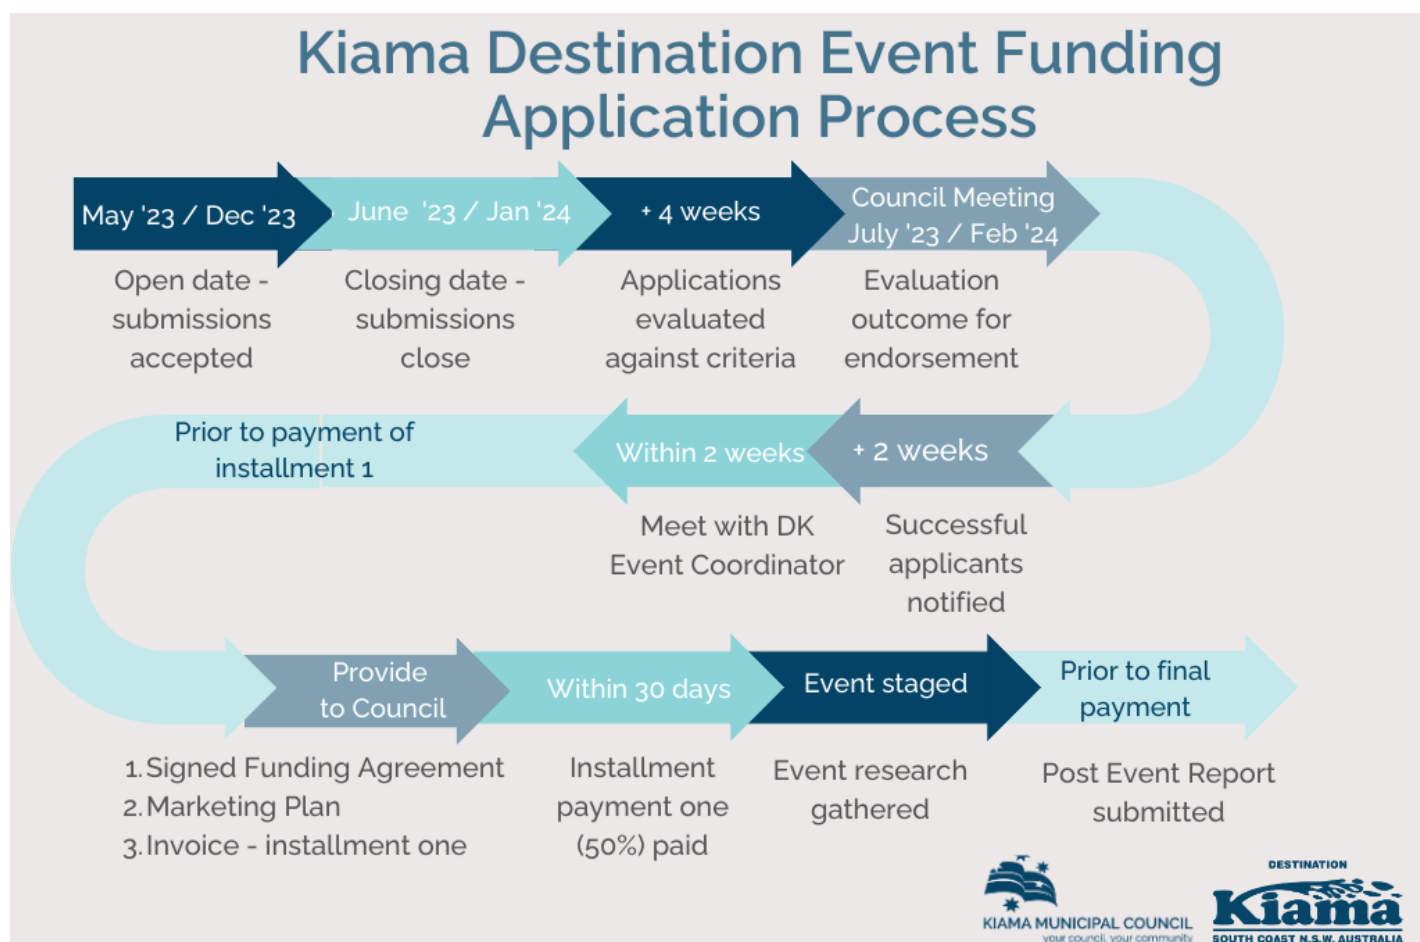 Kiama Destination Event Funding
Application Process
May '23 / Dec '23
June '23 / Jan '24
+ 4 weeks
Council Meeting
July '23 / Feb '24
Open date -
submissions
accepted
Closing date -
submissions
close
Applications
evaluated
against criteria
Evaluation
outcome for
endorsement
+ 2 weeks
Successful
applicants
notified
Within 2 weeks
Meet with DK
Event Coordinator
Prior to payment of
installment 1
Provide
to Council
1. Signed Funding Agreement
2. Marketing Plan
3. Invoice - installment one
Within 30 days
Installment
payment one
(50%) paid
Event staged
Event research
gathered
Prior to final
payment
Post Event Report
submitted
KIAMA MUNICIPAL COUNCIL
your council, your community
DESTINATION
Kiama
SOUTH COAST N.S.W. AUSTRALIA